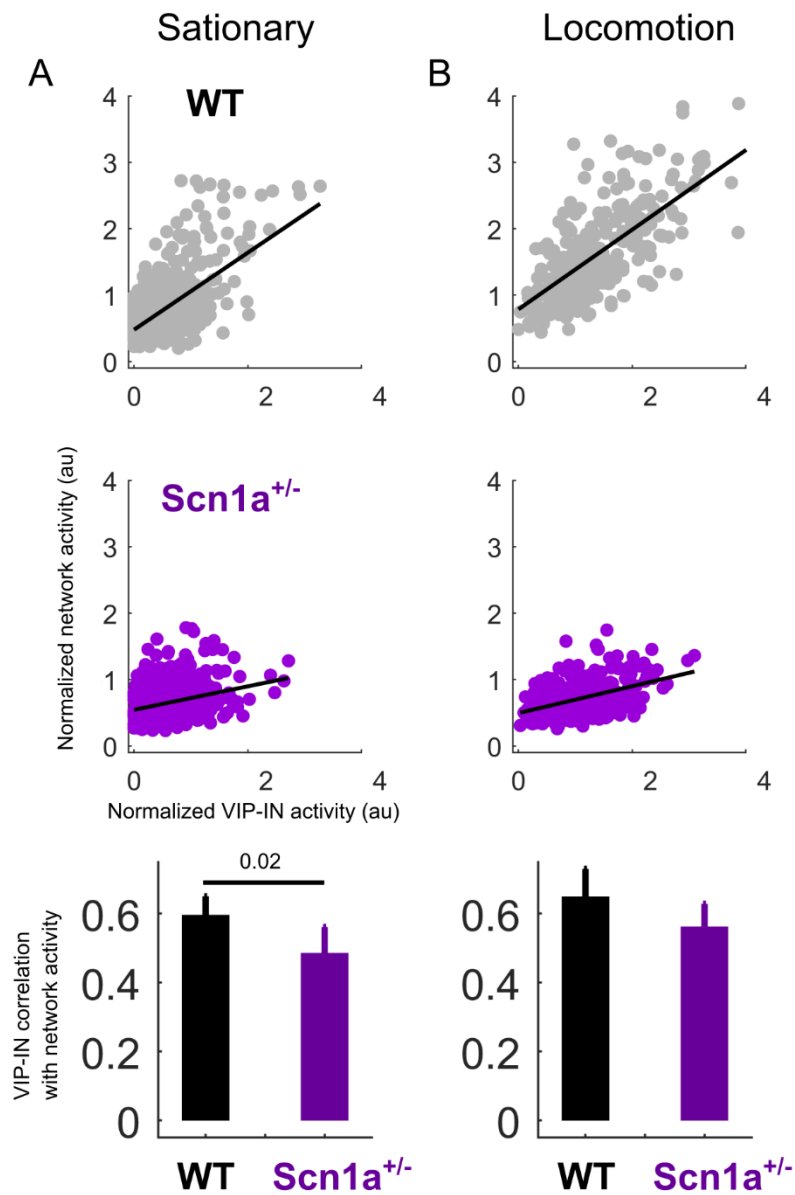 Sationary
Locomotion
A
B
WT
4
3
2
1
0
0
2
4
4
3
2
1
0
0
2
4
Normalized network activity (au)
Scn1a+/-
4
3
2
1
0
0
2
4
Normalized VIP-IN activity (au)
4
3
2
1
0
0
2
4
VIP-IN correlation
with network activity
0.02
0.6
0.4
0.2
0
WT
Scn1a+/-
0.6
0.4
0.2
0
WT
Scn1a+/-